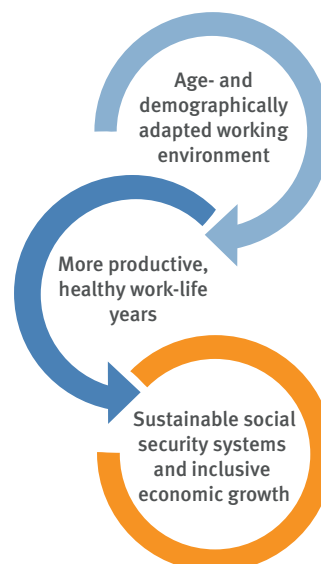 Age- and
demographically
adapted working
environment
More productive,
healthy work-life
years
Sustainable social
security systems
and inclusive
economic growth